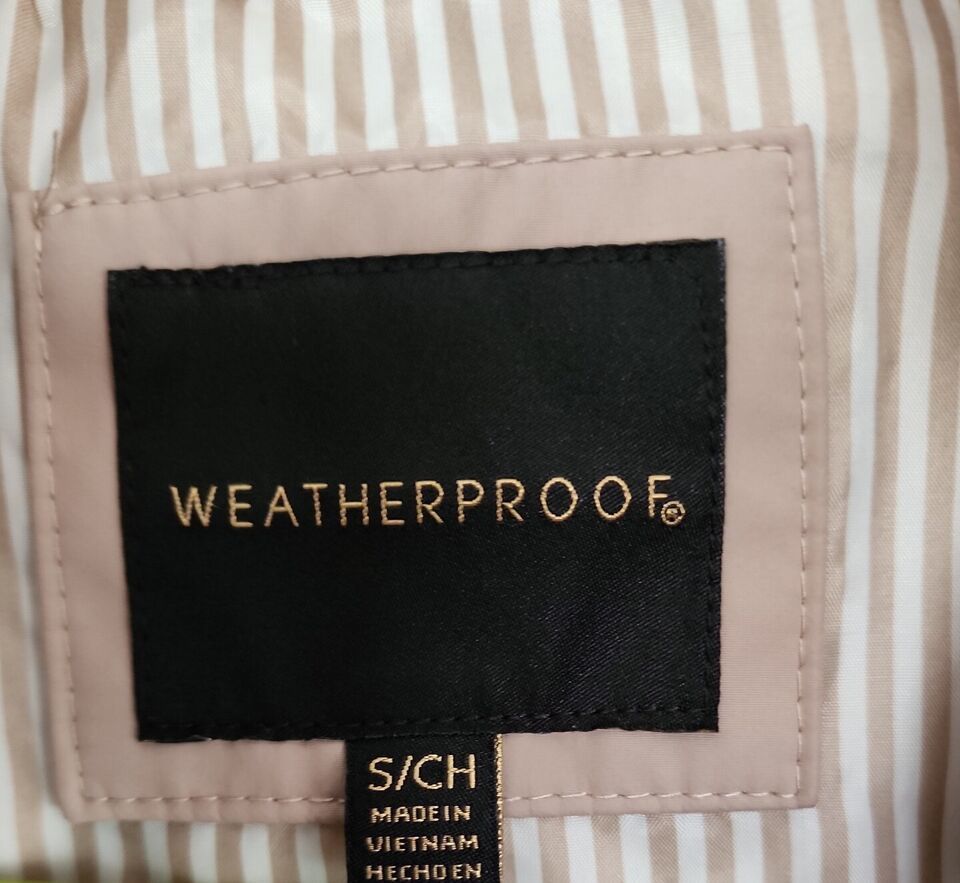 WEATHERPROOF®
S/CH
MADE IN
VIETNAM
HECHO EN